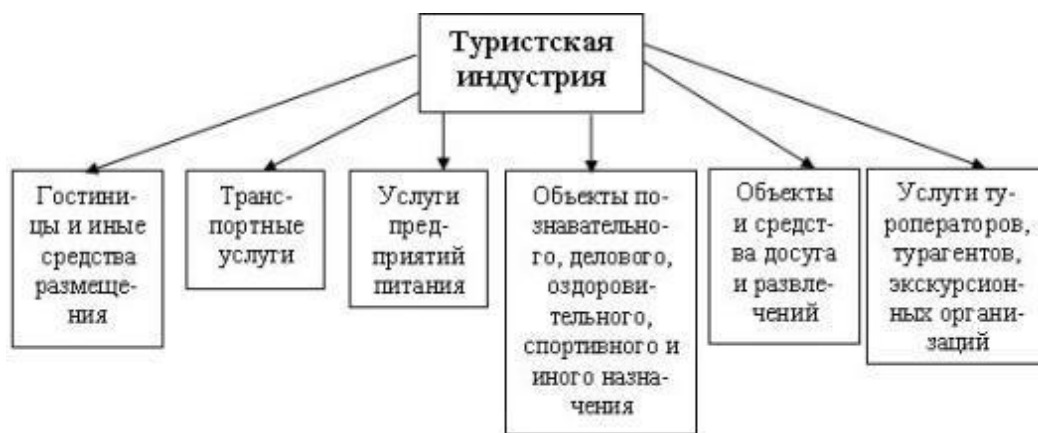 Туристская
индустрия
Гостини-
цы и иные
средства
размеще-
ния
Транс-
портные
услуги
Услуги
пред-
приятий
питания
Объекты по-
знавательно-
го, делового,
оздорови-
тельного,
спортивного и
иного назна-
чения
Объекты
и средст-
ва досуга
и развле-
чений
Услуги ту-
роператоров,
турагентов,
экскурсион-
ных органи-
заций